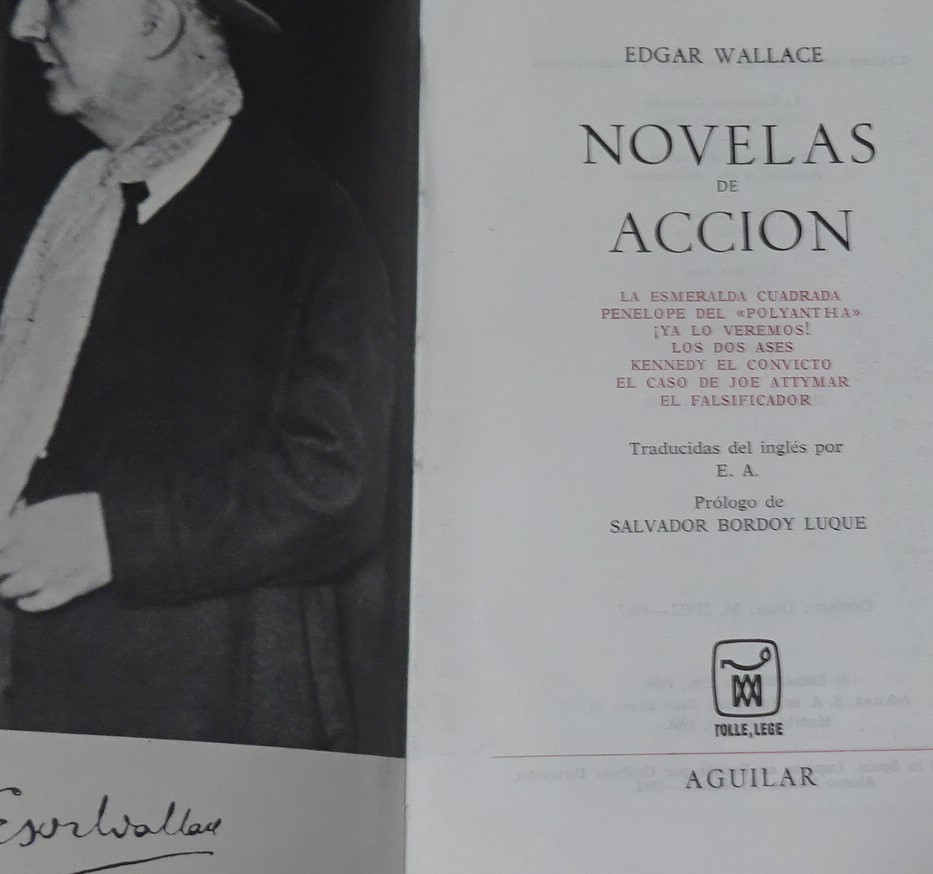 EDGAR WALLACE
NOVELAS
DE
ACCION
LA ESMERALDA CUADRADA
PENELOPE DEL «POLYANTHA»
¡YA LO VEREMOS!
LOS DOS ASES
KENNEDY EL CONVICTO
EL CASO DE JOE ATTYMAR
EL FALSIFICADOR
Traducidas del inglés por
E. A.
Prólogo de
SALVADOR BORDOY LUQUE
TOLLE, LEGE
AGUILAR
Wallace